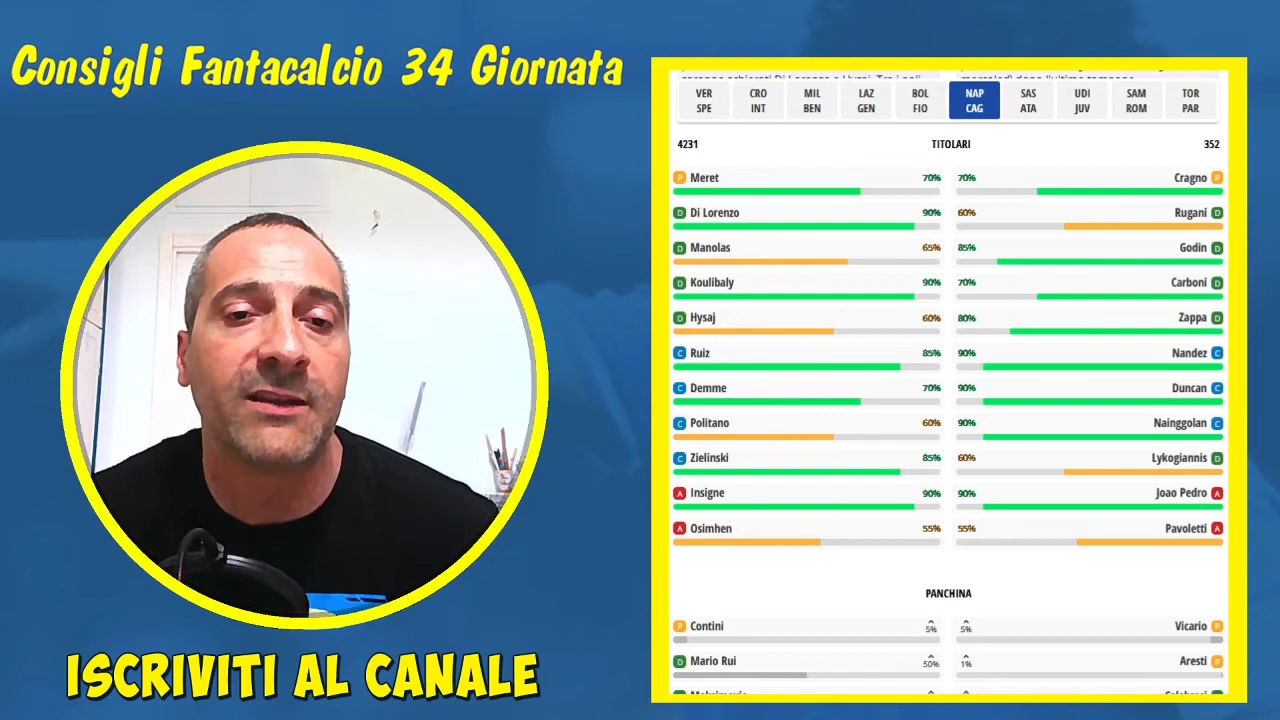 Consigli Fantacalcio 34 Giornata
VER CRO MIL LAZ BOL NAP SAS UDI SAM TOR
SPE INT BEN GEN FIO CAG ATA JUV ROM PAR
4231 TITOLARI 352
P Meret 70% 70% Cragno P
D Di Lorenzo 90% 60% Rugani D
D Manolas 65% 85% Godin D
D Koulibaly 90% 70% Carboni D
D Hysaj 60% 80% Zappa D
C Ruiz 85% 90% Nandez C
C Demme 70% 90% Duncan C
C Politano 60% 90% Nainggolan C
C Zielinski 85% 60% Lykogiannis D
A Insigne 90% 90% Joao Pedro A
A Osimhen 55% 55% Pavoletti A
PANCHINA
P Contini 5% 5% Vicario P
D Mario Rui 50% 1% Aresti P
ISCRIVITI AL CANALE